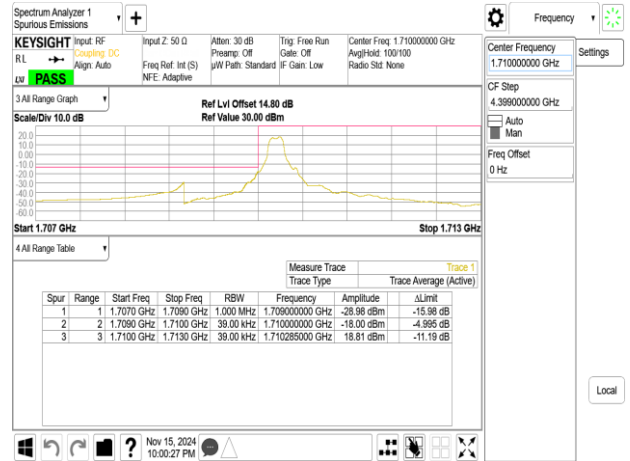 Spectrum Analyzer 1
Spurious Emissions
Frequency
KEYSIGHT
RL
LXI
PASS
Input: RF
Coupling: DC
Align: Auto
Input Z: 50 Ω
Freq Ref: Int (S)
NFE: Adaptive
Atten: 30 dB
Preamp: Off
µW Path: Standard
Trig: Free Run
Gate: Off
IF Gain: Low
Center Freq: 1.710000000 GHz
Avg|Hold: 100/100
Radio Std: None
Center Frequency
1.710000000 GHz
Settings
CF Step
4.399000000 GHz
Auto
Man
Freq Offset
0 Hz
3 All Range Graph
Scale/Div 10.0 dB
Ref Lvl Offset 14.80 dB
Ref Value 30.00 dBm
20.0
10.0
0.00
-10.0
-20.0
-30.0
-40.0
-50.0
-60.0
Start 1.707 GHz
Stop 1.713 GHz
4 All Range Table
Measure Trace Trace 1
Trace Type Trace Average (Active)
Spur Range Start Freq Stop Freq RBW Frequency Amplitude ΔLimit
1 1 1.7070 GHz 1.7090 GHz 1.000 MHz 1.709000000 GHz -28.98 dBm -15.98 dB
2 2 1.7090 GHz 1.7100 GHz 39.00 kHz 1.710000000 GHz -18.00 dBm -4.995 dB
3 3 1.7100 GHz 1.7130 GHz 39.00 kHz 1.710285000 GHz 18.81 dBm -11.19 dB
Local
?
Nov 15, 2024
10:00:27 PM